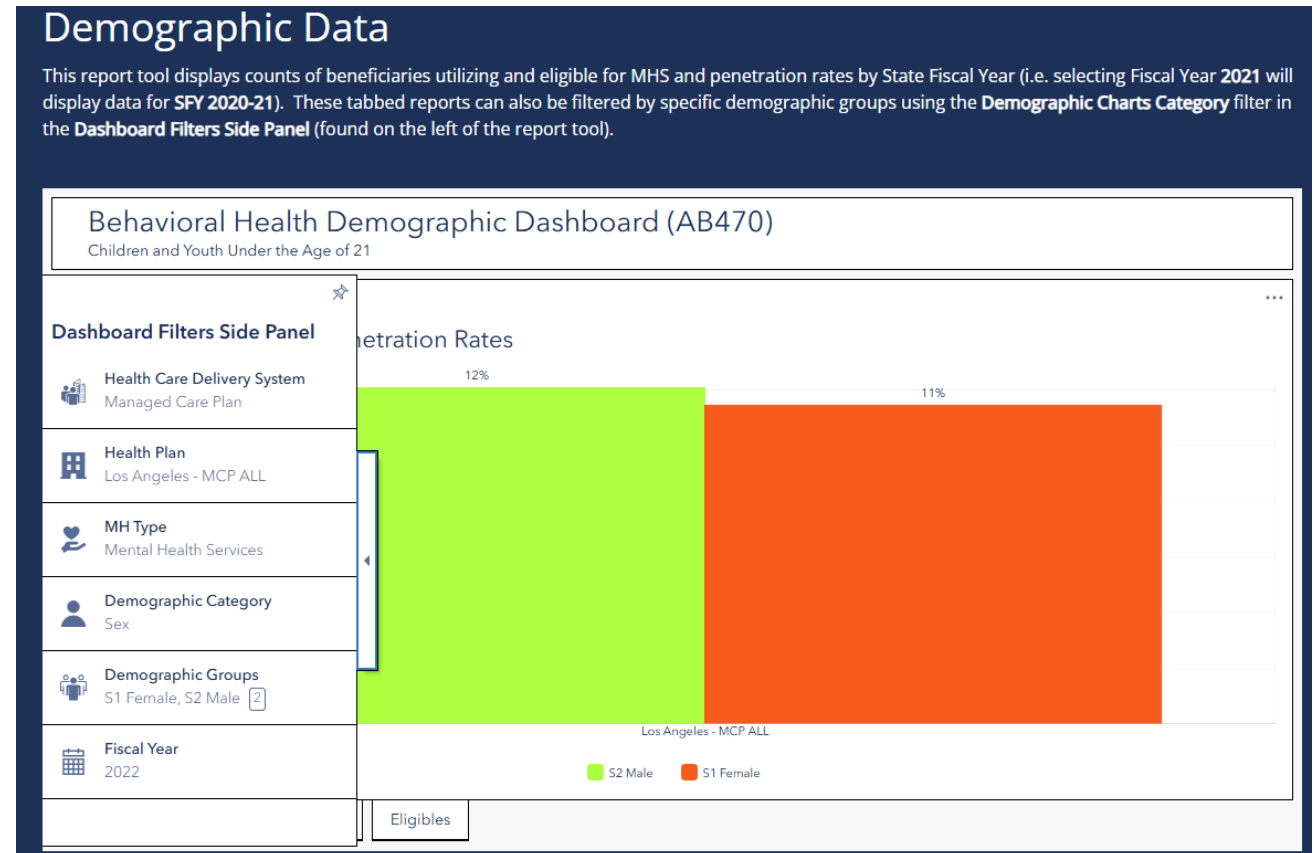 Demographic Data
This report tool displays counts of beneficiaries utilizing and eligible for MHS and penetration rates by State Fiscal Year (i.e. selecting Fiscal Year 2021 will
display data for SFY 2020-21). These tabbed reports can also be filtered by specific demographic groups using the Demographic Charts Category filter in
the Dashboard Filters Side Panel (found on the left of the report tool).
Behavioral Health Demographic Dashboard (AB470)
Children and Youth Under the Age of 21
Dashboard Filters Side Panel
Health Care Delivery System
Managed Care Plan
Health Plan
Los Angeles - MCP ALL
MH Type
Mental Health Services
Demographic Category
Sex
Demographic Groups
S1 Female, S2 Male 2
Fiscal Year
2022
netration Rates
12%
11%
Los Angeles - MCP ALL
S2 Male S1 Female
Eligibles